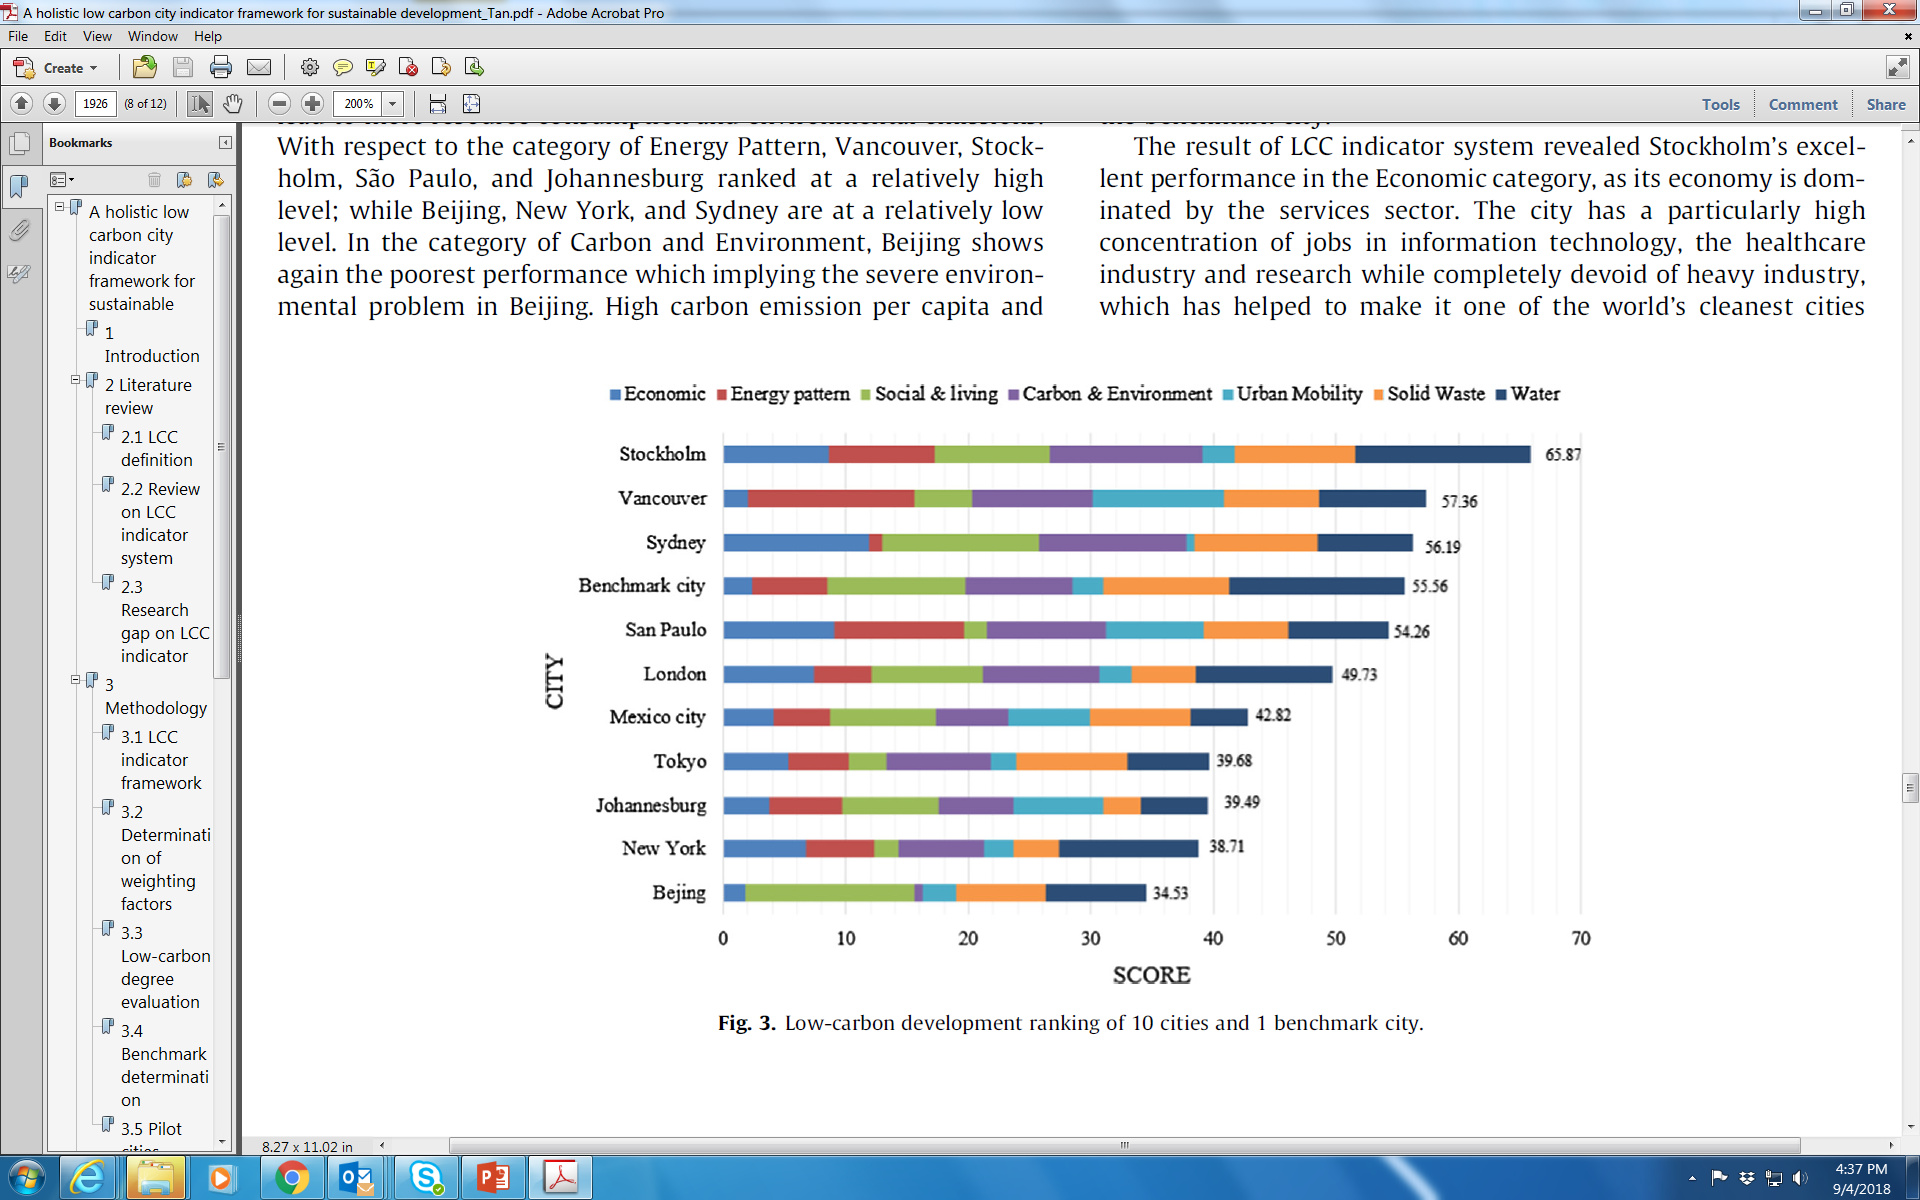 A holistic low carbon city indicator framework for sustainable development_Tan.pdf - Adobe Acrobat Pro
File Edit View Window Help
Create
1926 (8 of 12) 200% Tools Comment Share
Bookmarks
A holistic low
carbon city
indicator
framework for
sustainable
1
Introduction
2 Literature
review
2.1 LCC
definition
2.2 Review
on LCC
indicator
system
2.3
Research
gap on LCC
indicator
3
Methodology
3.1 LCC
indicator
framework
3.2
Determinati
on of
weighting
factors
3.3
Low-carbon
degree
evaluation
3.4
Benchmark
determinati
on
3.5 Pilot
With respect to the category of Energy Pattern, Vancouver, Stock-
holm, São Paulo, and Johannesburg ranked at a relatively high
level; while Beijing, New York, and Sydney are at a relatively low
level. In the category of Carbon and Environment, Beijing shows
again the poorest performance which implying the severe environ-
mental problem in Beijing. High carbon emission per capita and
The result of LCC indicator system revealed Stockholm's excel-
lent performance in the Economic category, as its economy is dom-
inated by the services sector. The city has a particularly high
concentration of jobs in information technology, the healthcare
industry and research while completely devoid of heavy industry,
which has helped to make it one of the world's cleanest cities
Economic Energy pattern Social & living Carbon & Environment Urban Mobility Solid Waste Water
Stockholm 65.87
Vancouver 57.36
Sydney 56.19
Benchmark city 55.56
San Paulo 54.26
CITY
London 49.73
Mexico city 42.82
Tokyo 39.68
Johannesburg 39.49
New York 38.71
Bejing 34.53
0 10 20 30 40 50 60 70
SCORE
Fig. 3. Low-carbon development ranking of 10 cities and 1 benchmark city.
8.27 x 11.02 in
4:37 PM
9/4/2018